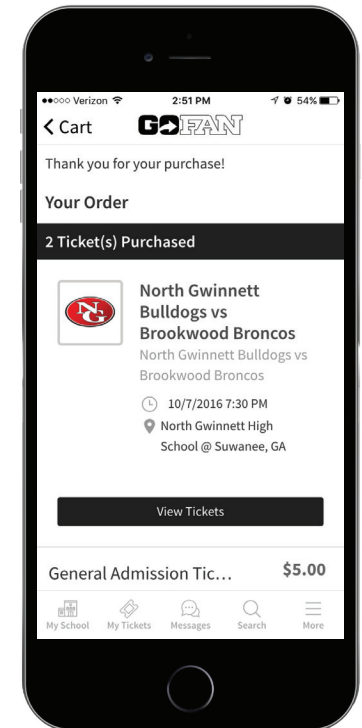 ●●○○○ Verizon 2:51 PM 54%
Cart GOFAN
Thank you for your purchase!
Your Order
2 Ticket(s) Purchased
NG
North Gwinnett
Bulldogs vs
Brookwood Broncos
North Gwinnett Bulldogs vs
Brookwood Broncos
10/7/2016 7:30 PM
North Gwinnett High
School @ Suwanee, GA
View Tickets
General Admission Tic... $5.00
My School My Tickets Messages Search More